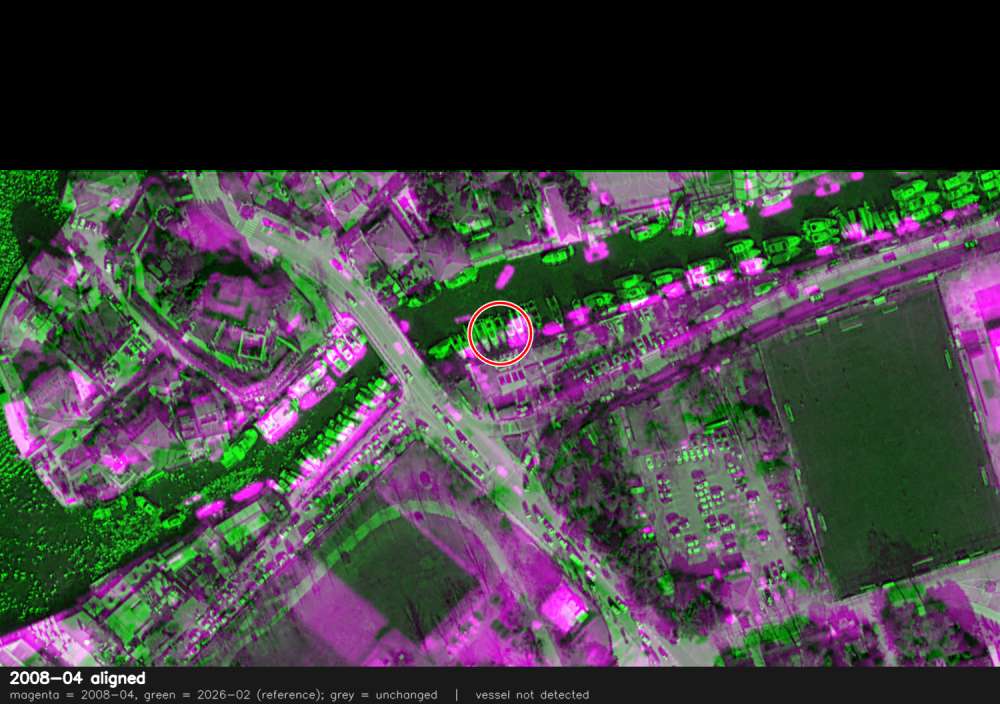 2008-04 aligned
magenta = 2008-04, green = 2026-02 (reference); grey = unchanged | vessel not detected